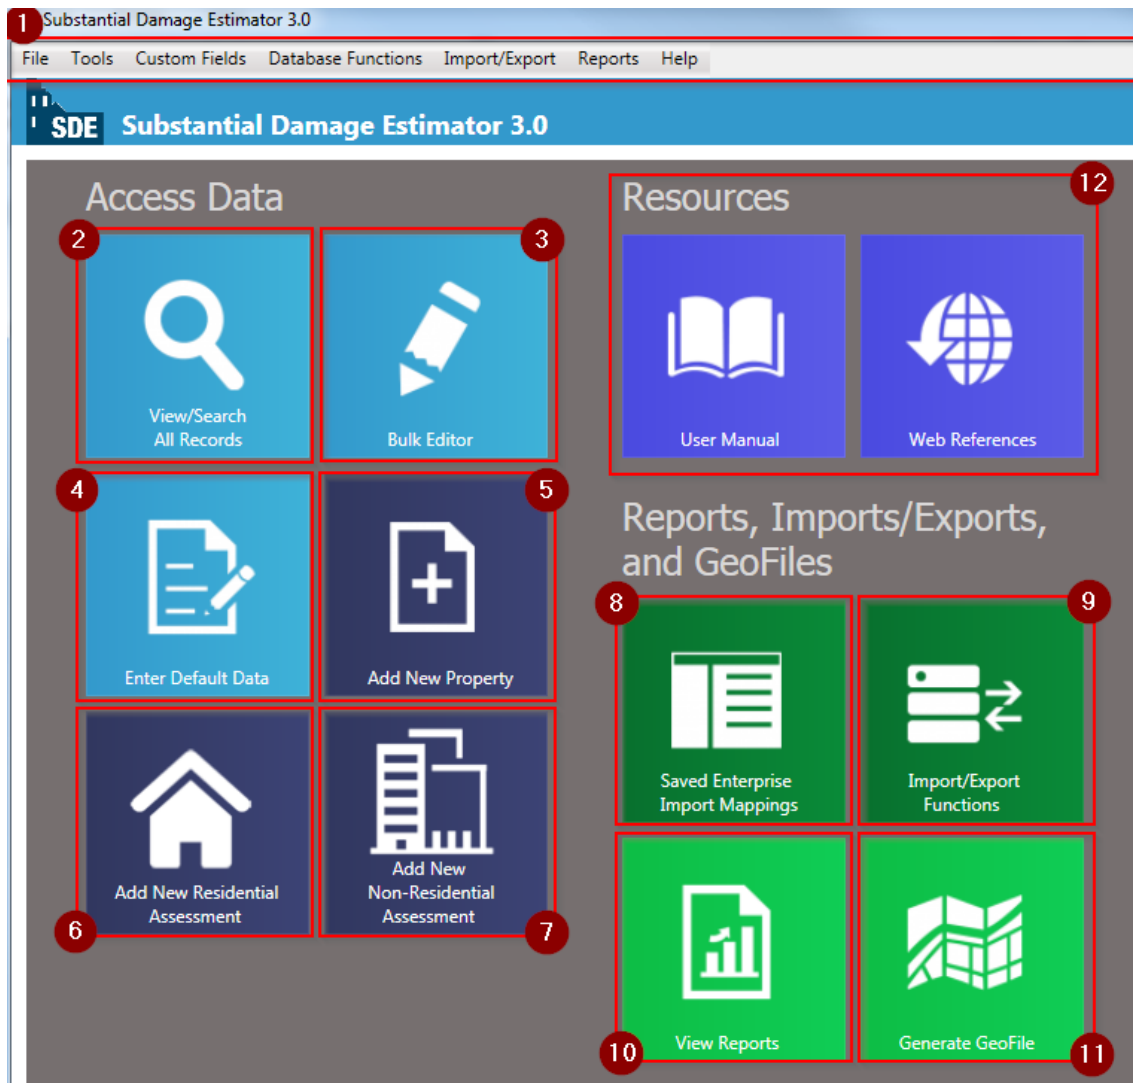 1
Substantial Damage Estimator 3.0
File Tools Custom Fields Database Functions Import/Export Reports Help
SDE Substantial Damage Estimator 3.0
Access Data
2
View/Search
All Records
3
Bulk Editor
4
Enter Default Data
5
Add New Property
Add New Residential
Assessment
6
Add New
Non-Residential
Assessment
7
Resources
12
User Manual
Web References
Reports, Imports/Exports,
and GeoFiles
8
Saved Enterprise
Import Mappings
9
Import/Export
Functions
View Reports
10
Generate GeoFile
11